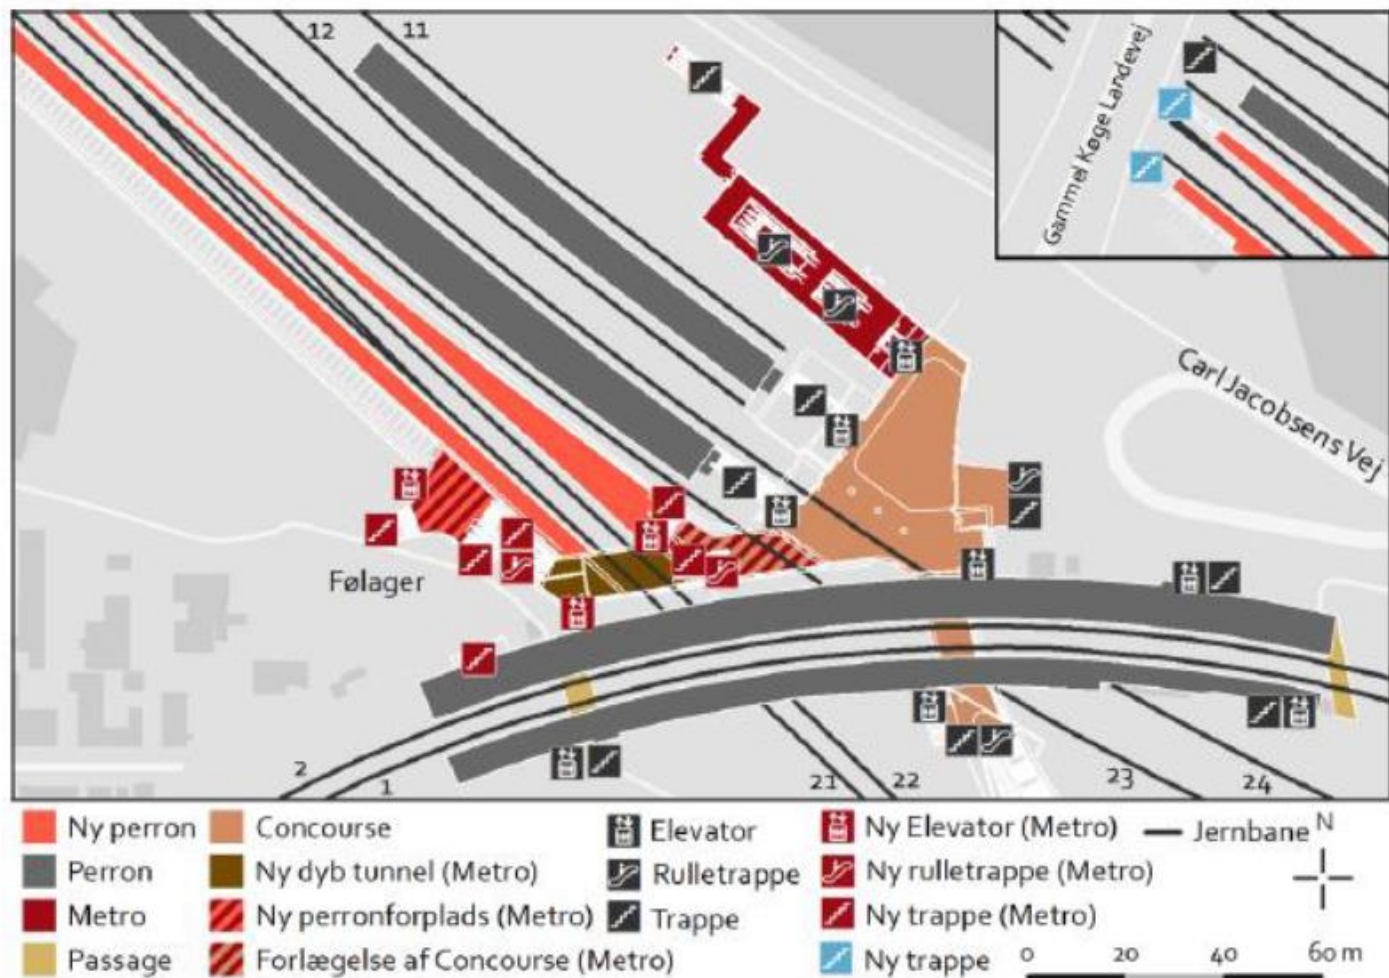 12
11
Gammel Køge Landevej
Carl Jacobsens Vej
Følager
2
1
21
22
23
24
Ny perron
Concourse
Elevator
Ny Elevator (Metro)
Jernbane
N
Perron
Ny dyb tunnel (Metro)
Rulletrappe
Ny rulletrappe (Metro)
Metro
Ny perronforplads (Metro)
Trappe
Ny trappe (Metro)
Passage
Forlægelse af Concourse (Metro)
Ny trappe
0 20 40 60 m